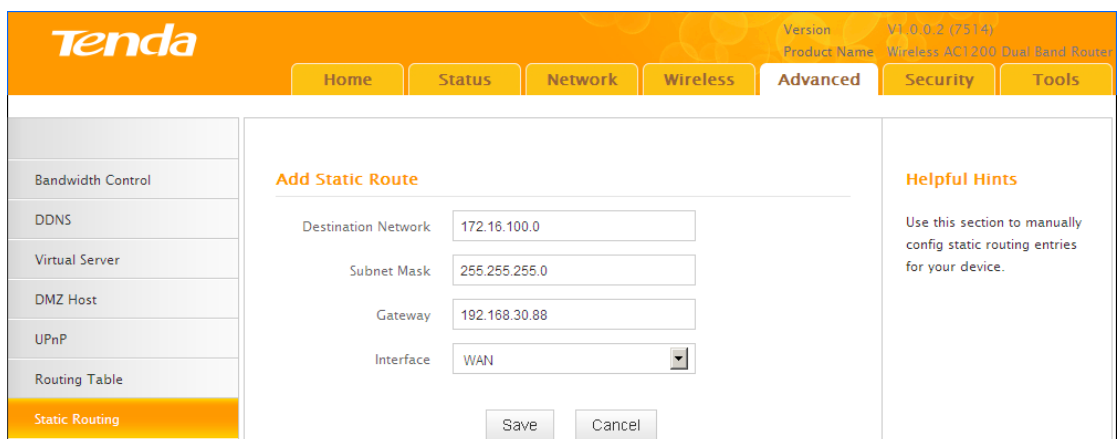 Tenda
Version V1.0.0.2 (7514)
Product Name Wireless AC1200 Dual Band Router
Home Status Network Wireless Advanced Security Tools
Bandwidth Control
DDNS
Virtual Server
DMZ Host
UPnP
Routing Table
Static Routing
Add Static Route
Destination Network 172.16.100.0
Subnet Mask 255.255.255.0
Gateway 192.168.30.88
Interface WAN
Save Cancel
Helpful Hints
Use this section to manually
config static routing entries
for your device.